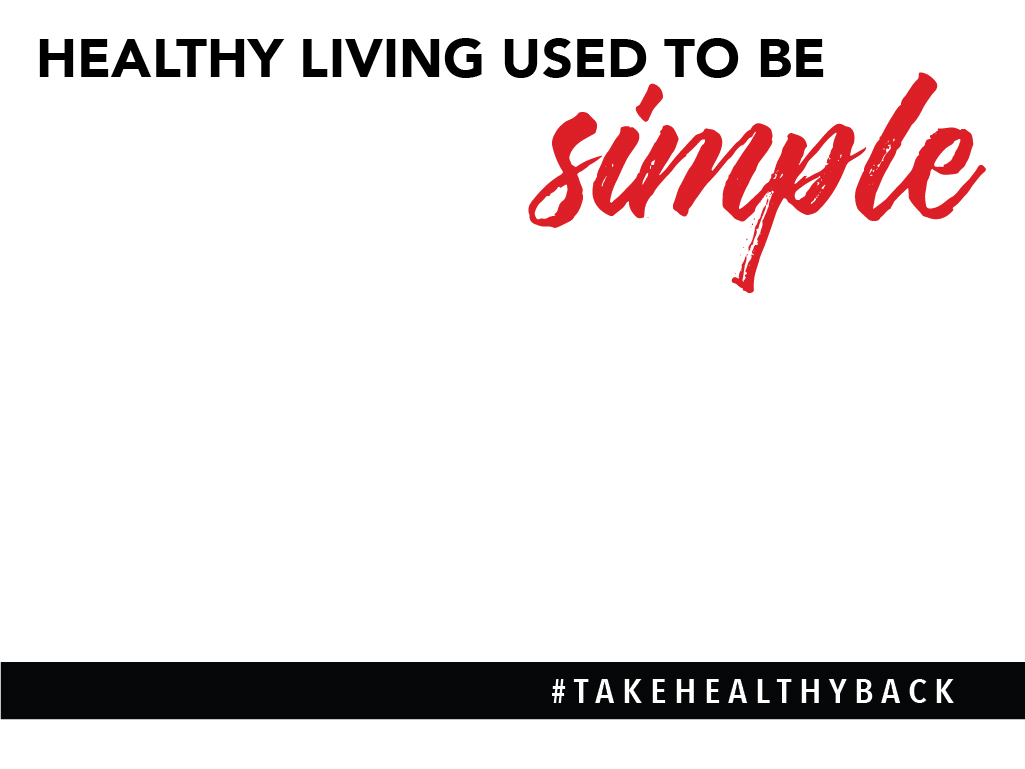 HEALTHY LIVING USED TO BE
simple
#TAKEHEALTHYBACK